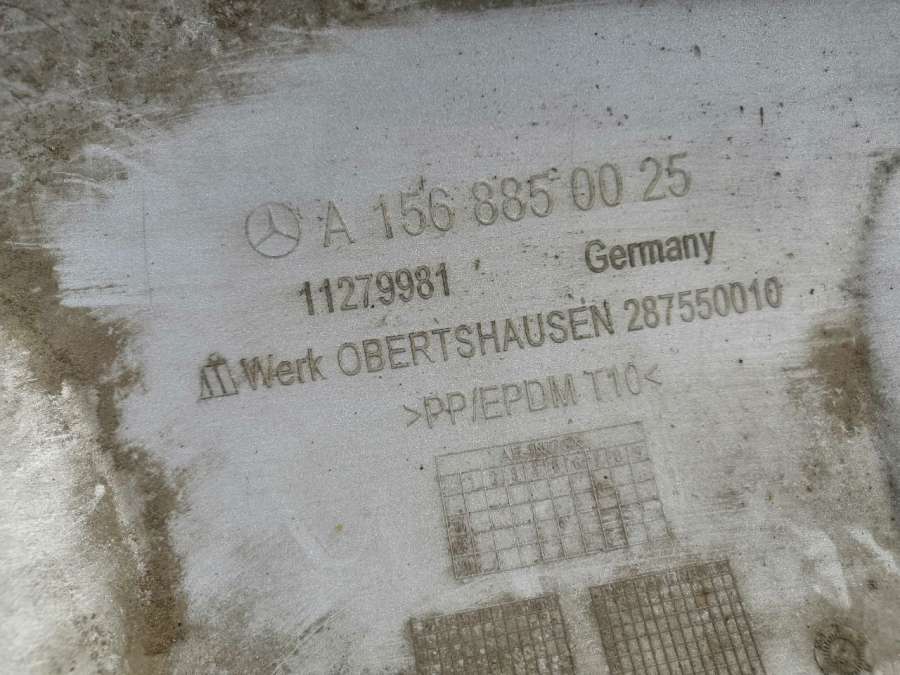 A 156 885 00 25
11279981 Germany
Werk OBERTSHAUSEN 287550010
>PP/EPDM T10<